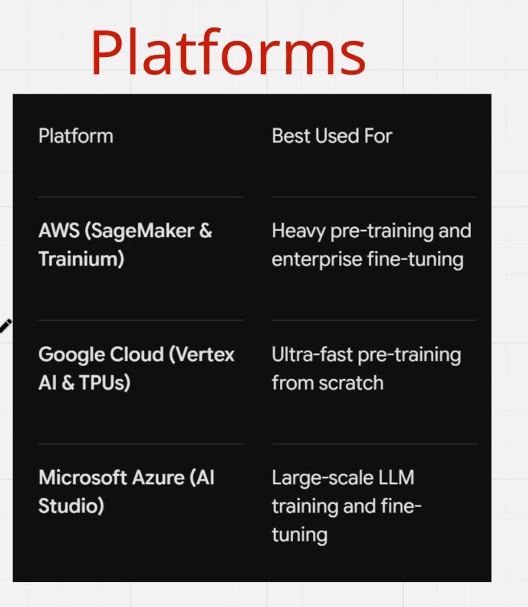 Platforms
Platform
Best Used For
AWS (SageMaker &
Trainium)
Heavy pre-training and
enterprise fine-tuning
Google Cloud (Vertex
AI & TPUs)
Ultra-fast pre-training
from scratch
Microsoft Azure (AI
Studio)
Large-scale LLM
training and fine-
tuning